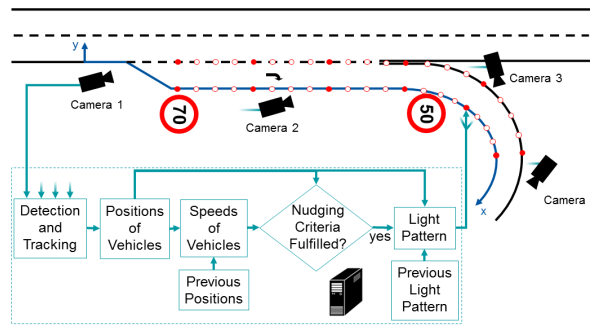 y
Camera 1
70
Camera 2
50
Camera 3
Camera
x
Detection
and
Tracking
Positions
of
Vehicles
Speeds
of
Vehicles
Nudging
Criteria
Fulfilled?
yes
Light
Pattern
Previous
Positions
Previous
Light
Pattern